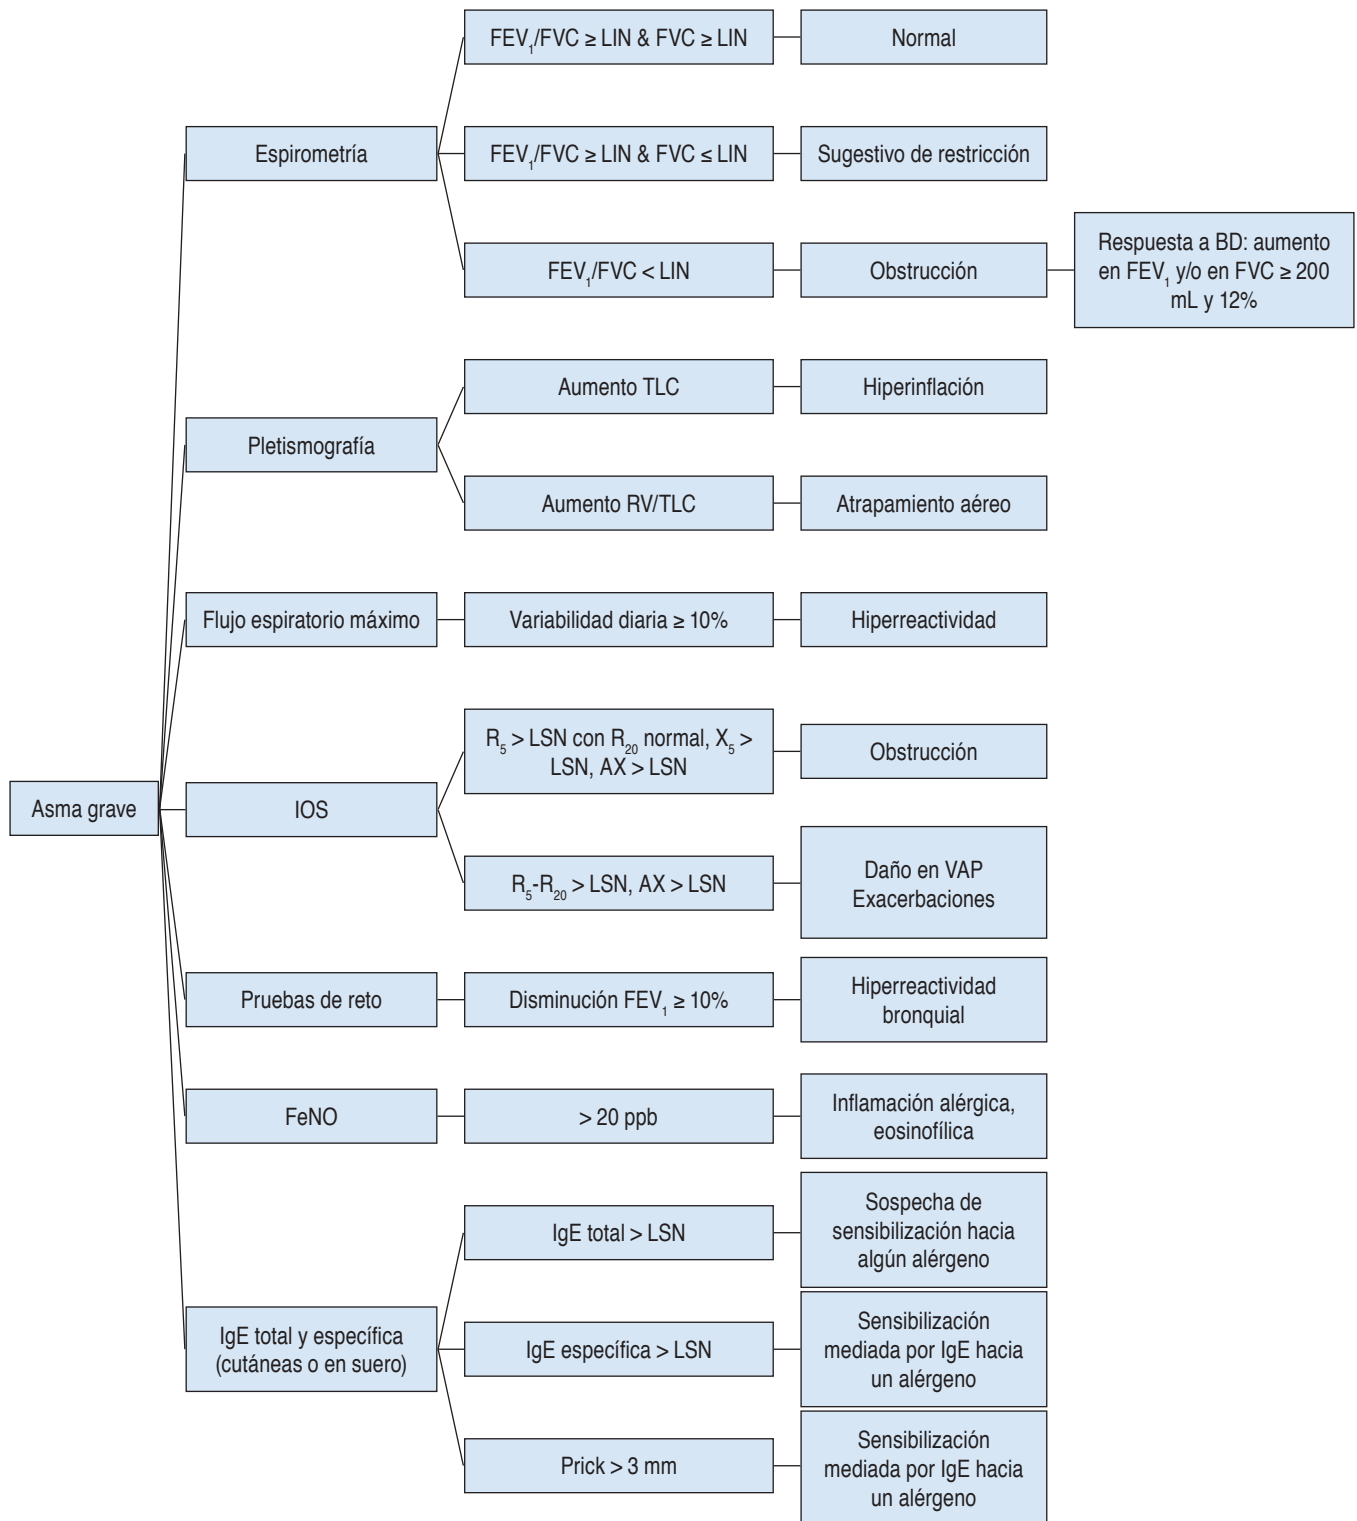 Asma grave
Espirometría
FEV₁/FVC ≥ LIN & FVC ≥ LIN
Normal
FEV₁/FVC ≥ LIN & FVC ≤ LIN
Sugestivo de restricción
FEV₁/FVC < LIN
Obstrucción
Respuesta a BD: aumento
en FEV₁ y/o en FVC ≥ 200
mL y 12%
Pletismografía
Aumento TLC
Hiperinflación
Aumento RV/TLC
Atrapamiento aéreo
Flujo espiratorio máximo
Variabilidad diaria ≥ 10%
Hiperreactividad
IOS
R₅ > LSN con R₂₀ normal, X₅ >
LSN, AX > LSN
Obstrucción
R₅-R₂₀ > LSN, AX > LSN
Daño en VAP
Exacerbaciones
Pruebas de reto
Disminución FEV₁ ≥ 10%
Hiperreactividad
bronquial
FeNO
> 20 ppb
Inflamación alérgica,
eosinofílica
IgE total y específica
(cutáneas o en suero)
IgE total > LSN
Sospecha de
sensibilización hacia
algún alérgeno
IgE específica > LSN
Sensibilización
mediada por IgE hacia
un alérgeno
Prick > 3 mm
Sensibilización
mediada por IgE hacia
un alérgeno